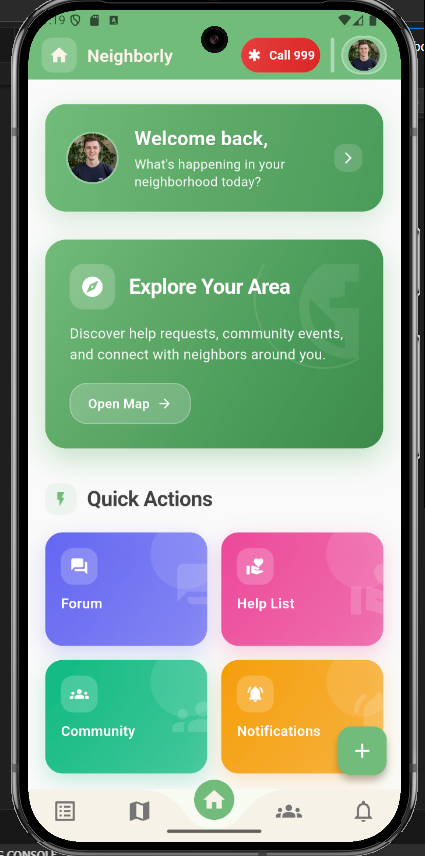 :19
Neighborly
Call 999
Welcome back,
What's happening in your
neighborhood today?
Explore Your Area
Discover help requests, community events,
and connect with neighbors around you.
Open Map
Quick Actions
Forum
Help List
Community
Notifications
CONSOLE